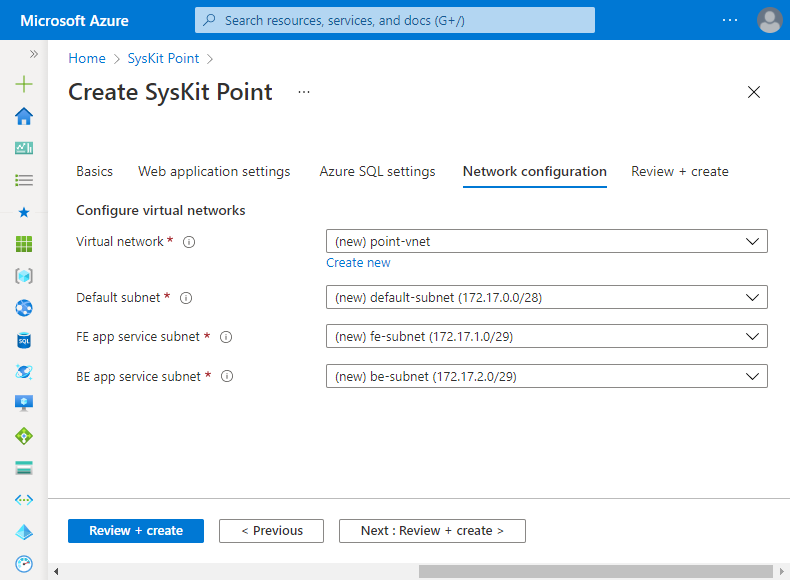 Microsoft Azure
Search resources, services, and docs (G+/)
...
»
Home > SysKit Point >
Create SysKit Point ...
Basics Web application settings Azure SQL settings Network configuration Review + create
Configure virtual networks
Virtual network * (new) point-vnet
Create new
Default subnet * (new) default-subnet (172.17.0.0/28)
FE app service subnet * (new) fe-subnet (172.17.1.0/29)
BE app service subnet * (new) be-subnet (172.17.2.0/29)
SQL
Review + create < Previous Next : Review + create >